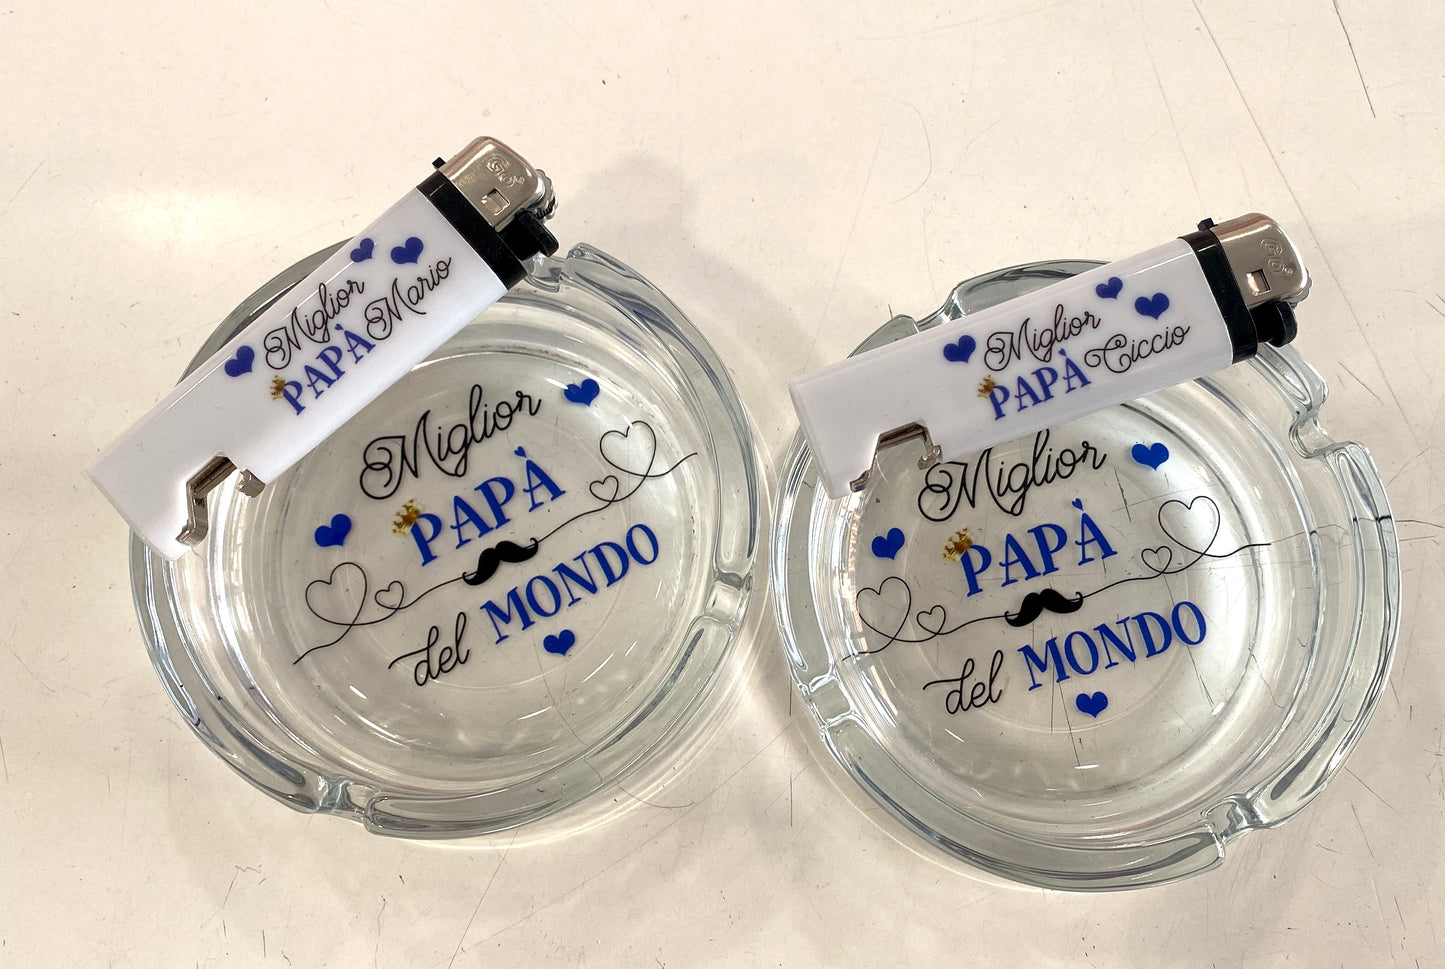 Miglior
PAPÀ Mario
Miglior
PAPÀ
del MONDO
Miglior
PAPÀ Ciccio
Miglior
PAPÀ
del MONDO